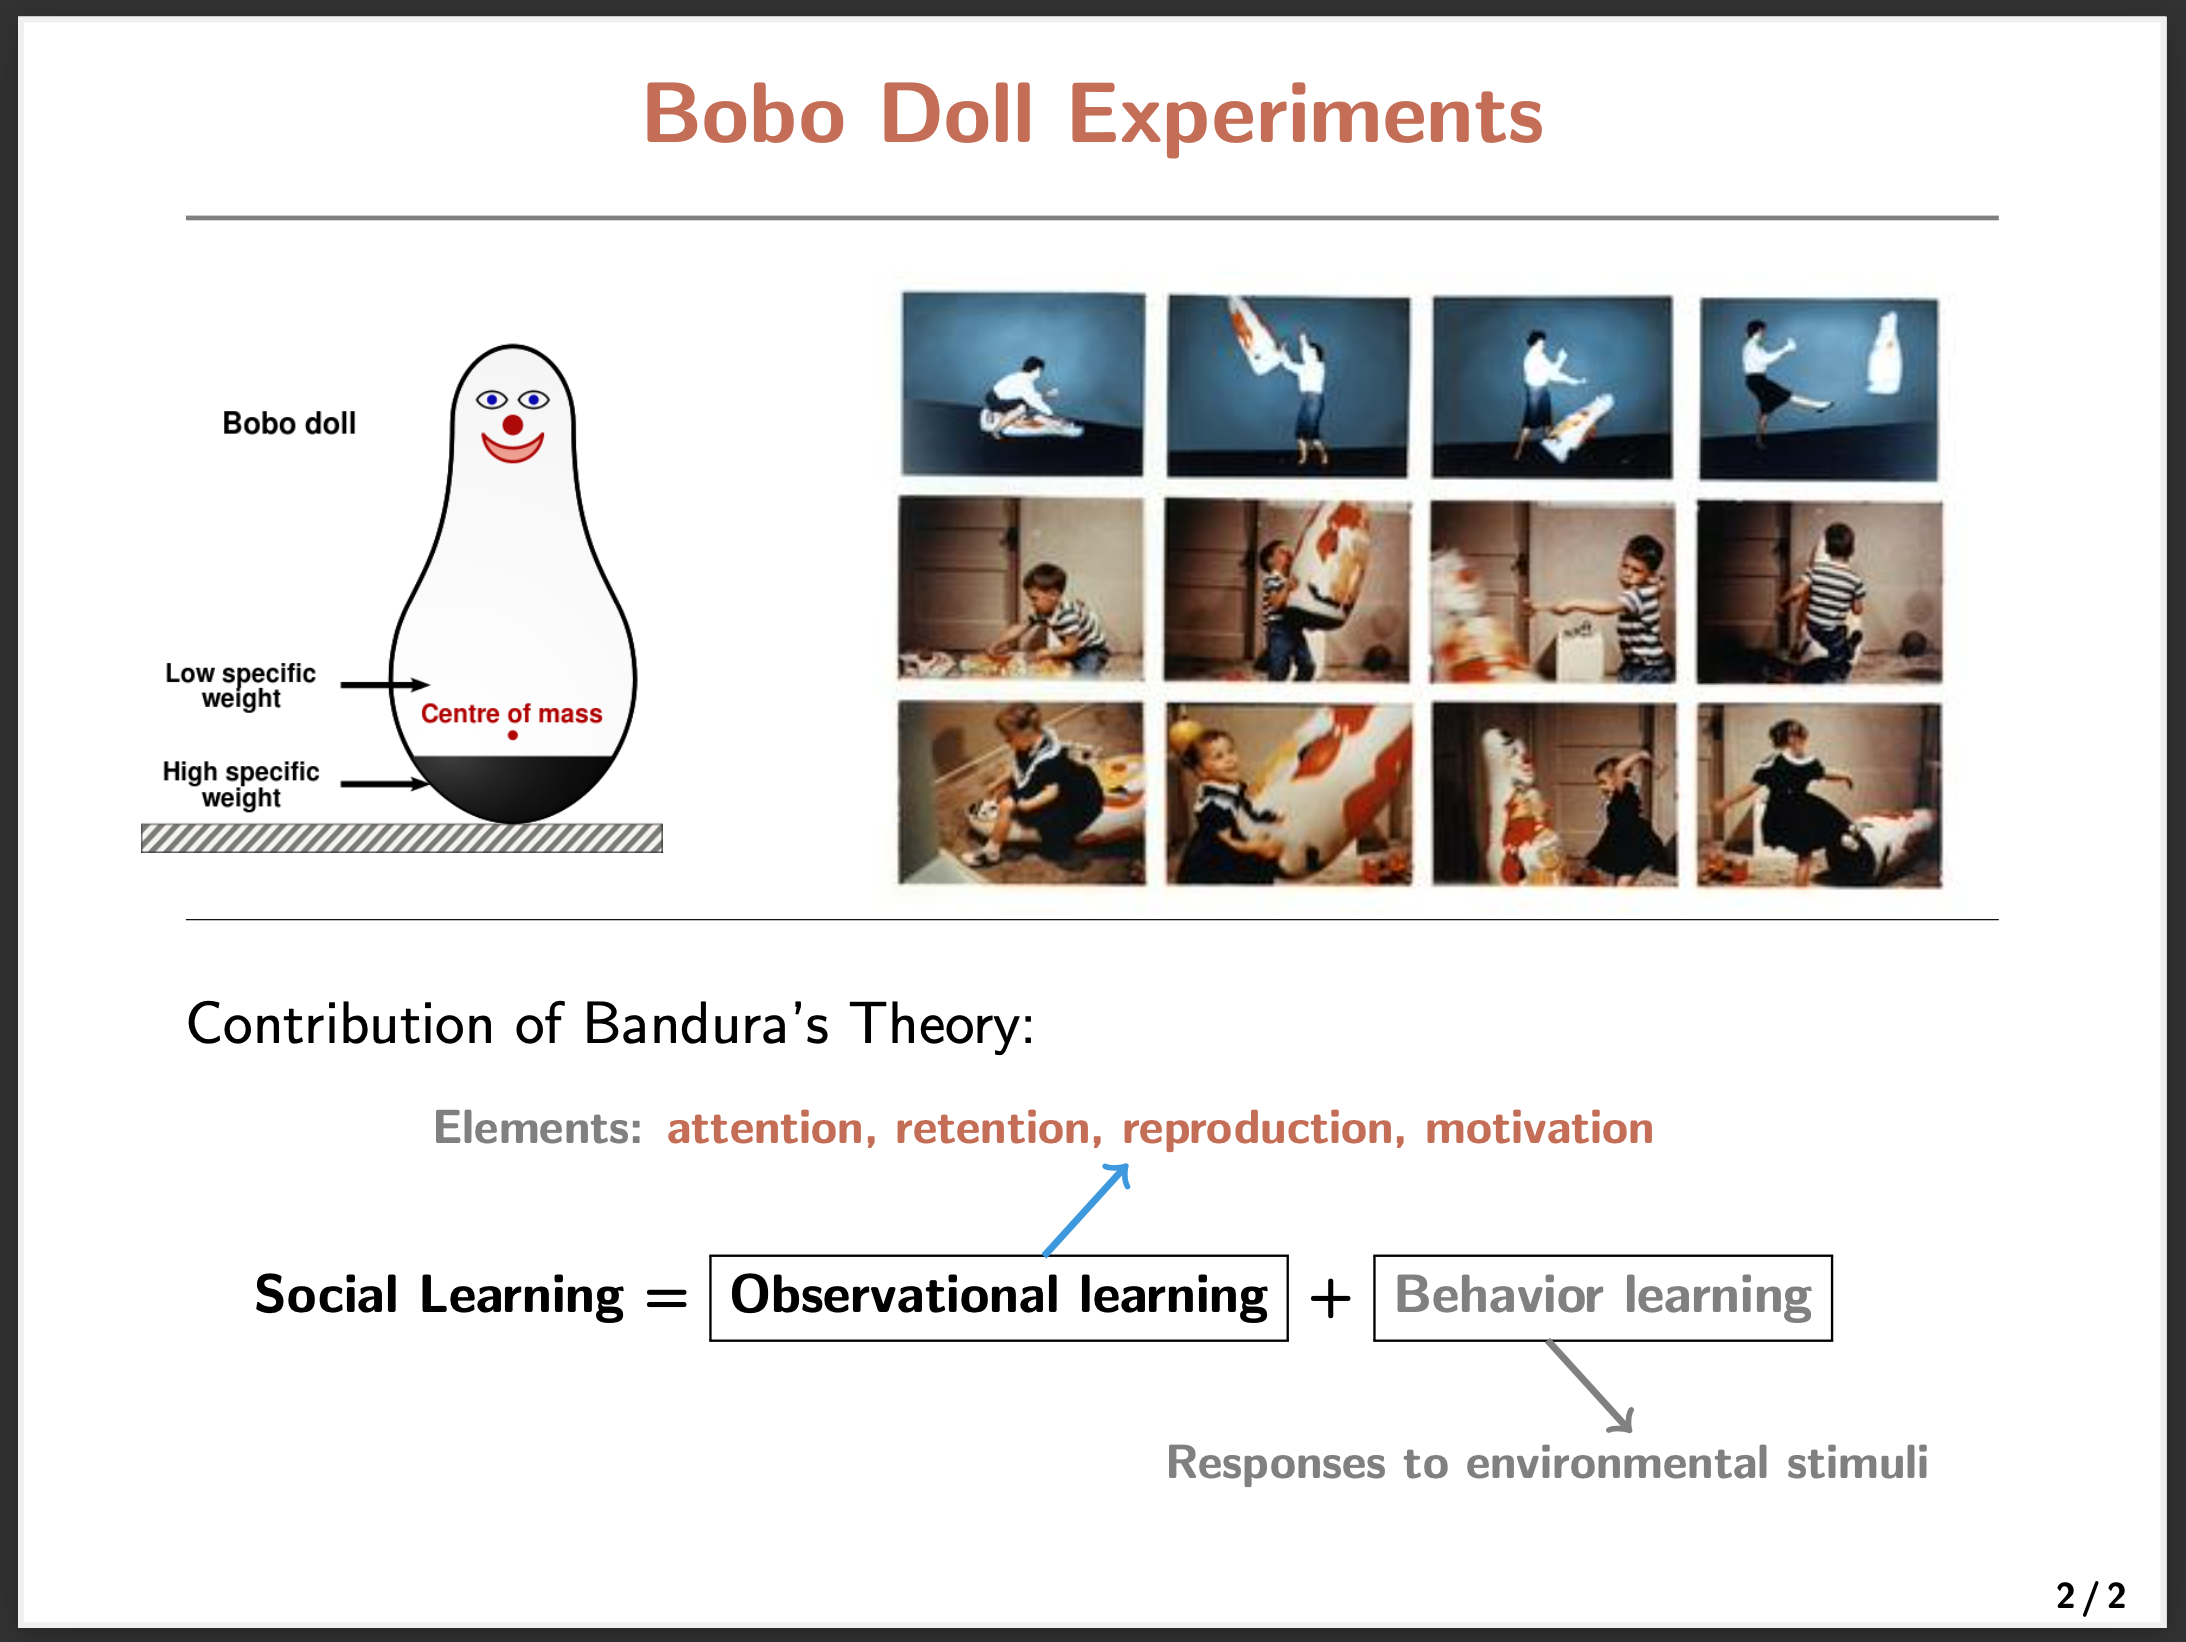 Bobo Doll Experiments
Bobo doll
Low specific
weight
Centre of mass
High specific
weight
Contribution of Bandura's Theory:
Elements: attention, retention, reproduction, motivation
Social Learning = Observational learning + Behavior learning
Responses to environmental stimuli
2 / 2